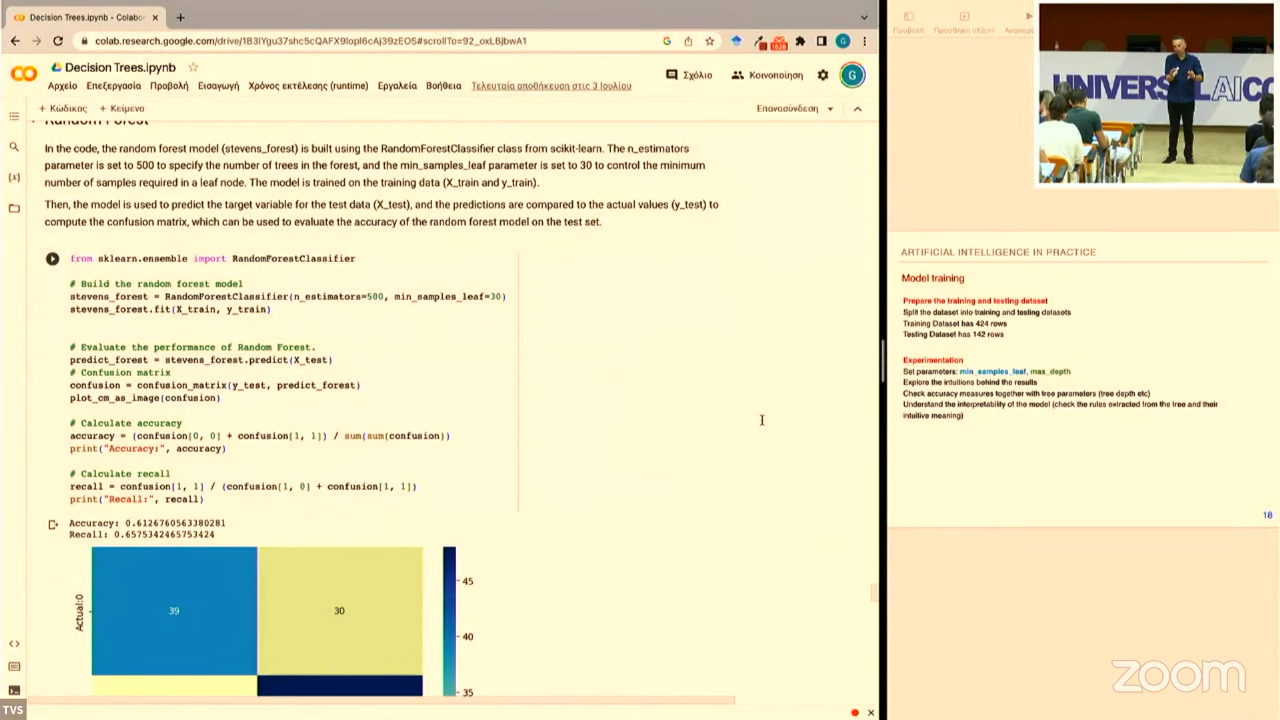 Decision Trees.ipynb - Colabor
colab.research.google.com/drive/1B3IYgu37shc5cQAFX9lopl6cAj39zEOS#scrollTo=92_oxLBjbwA1
G
Decision Trees.ipynb
Σχόλιο
Κοινοποίηση
G
Αρχείο Επεξεργασία Προβολή Εισαγωγή Χρόνος εκτέλεσης (runtime) Εργαλεία Βοήθεια Τελευταία αποθήκευση στις 3 Ιουλίου
+ Κώδικας + Κείμενο
Επανασύνδεση
Random Forest
In the code, the random forest model (stevens_forest) is built using the RandomForestClassifier class from scikit-learn. The n_estimators
parameter is set to 500 to specify the number of trees in the forest, and the min_samples_leaf parameter is set to 30 to control the minimum
number of samples required in a leaf node. The model is trained on the training data (X_train and y_train).
Then, the model is used to predict the target variable for the test data (X_test), and the predictions are compared to the actual values (y_test) to
compute the confusion matrix, which can be used to evaluate the accuracy of the random forest model on the test set.
from sklearn.ensemble import RandomForestClassifier
# Build the random forest model
stevens_forest = RandomForestClassifier(n_estimators=500, min_samples_leaf=30)
stevens_forest.fit(X_train, y_train)
# Evaluate the performance of Random Forest.
predict_forest = stevens_forest.predict(X_test)
# Confusion matrix
confusion = confusion_matrix(y_test, predict_forest)
plot_cm_as_image(confusion)
# Calculate accuracy
accuracy = (confusion[0, 0] + confusion[1, 1]) / sum(sum(confusion))
print("Accuracy:", accuracy)
# Calculate recall
recall = confusion[1, 1] / (confusion[1, 0] + confusion[1, 1])
print("Recall:", recall)
Accuracy: 0.6126760563380281
Recall: 0.6575342465753424
Actual:0
39
30
45
40
35
TVS
Προβολή Προσθήκη
UNIVERSE AI CO
ARTIFICIAL INTELLIGENCE IN PRACTICE
Model training
Prepare the training and testing dataset
Split the dataset into training and testing datasets
Training Dataset has 424 rows
Testing Dataset has 142 rows
Experimentation
Set parameters: min_samples_leaf, max_depth
Explore the intuitions behind the results
Check accuracy measures together with tree parameters (tree depth etc)
Understand the interpretability of the model (check the rules extracted from the tree and their
intuitive meaning)
18
zoom